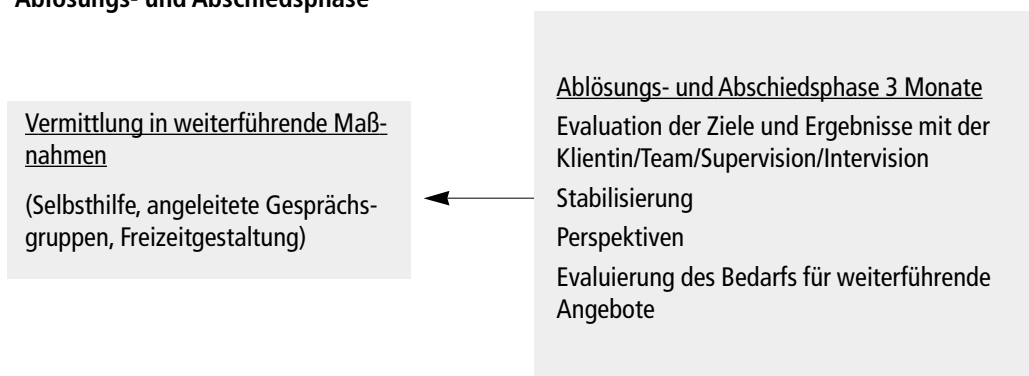 Ablösungs- und Abschiedsphase
Vermittlung in weiterführende Maß-
nahmen
(Selbsthilfe, angeleitete Gesprächs-
gruppen, Freizeitgestaltung)
Ablösungs- und Abschiedsphase 3 Monate
Evaluation der Ziele und Ergebnisse mit der
Klientin/Team/Supervision/Intervision
Stabilisierung
Perspektiven
Evaluierung des Bedarfs für weiterführende
Angebote